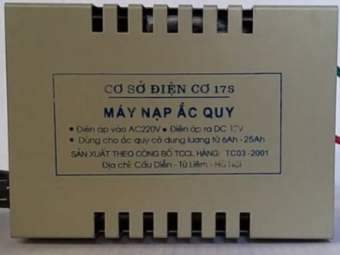 CƠ SỞ ĐIỆN CƠ 17S
MÁY NẠP ẮC QUY
• Điện áp vào AC220V • Điện áp ra DC 12V
• Dùng cho ắc quy có dung lượng từ 6Ah - 25Ah
SẢN XUẤT THEO CÔNG BỐ TCCL HÀNG: TC03-2001
Địa chỉ: Cầu Diễn - Từ Liêm - Hà Nội